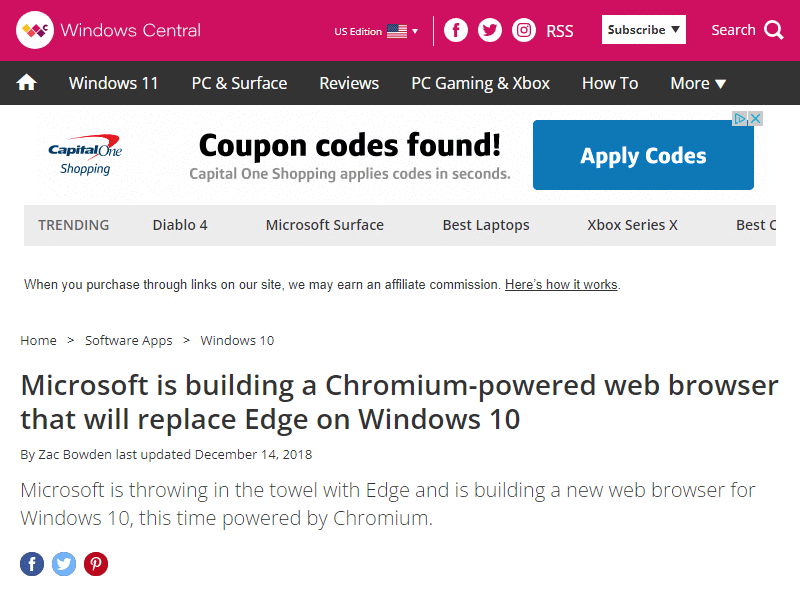 Windows Central
US Edition
RSS
Subscribe ▼
Search
Windows 11
PC & Surface
Reviews
PC Gaming & Xbox
How To
More ▼
Capital One
Shopping
Coupon codes found!
Capital One Shopping applies codes in seconds.
Apply Codes
TRENDING
Diablo 4
Microsoft Surface
Best Laptops
Xbox Series X
Best C
When you purchase through links on our site, we may earn an affiliate commission. Here's how it works.
Home > Software Apps > Windows 10
Microsoft is building a Chromium-powered web browser
that will replace Edge on Windows 10
By Zac Bowden last updated December 14, 2018
Microsoft is throwing in the towel with Edge and is building a new web browser for
Windows 10, this time powered by Chromium.